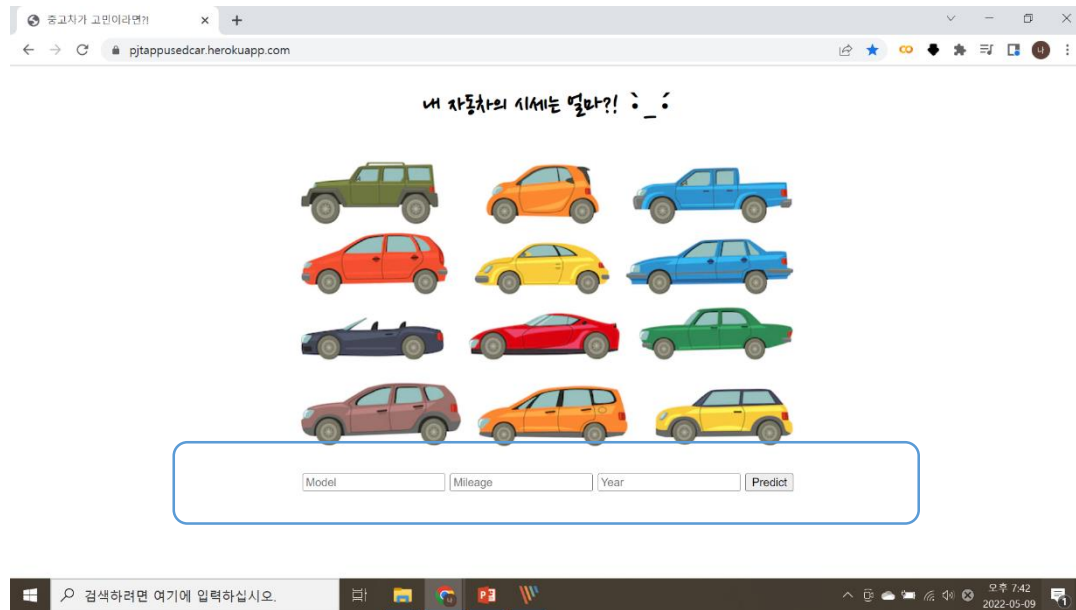 중고차가 고민이라면?!
pjtappusedcar.herokuapp.com
나
내 자동차의 시세는 얼마?!
Model Mileage Year Predict
검색하려면 여기에 입력하십시오.
오후 7:42
2022-05-09
1